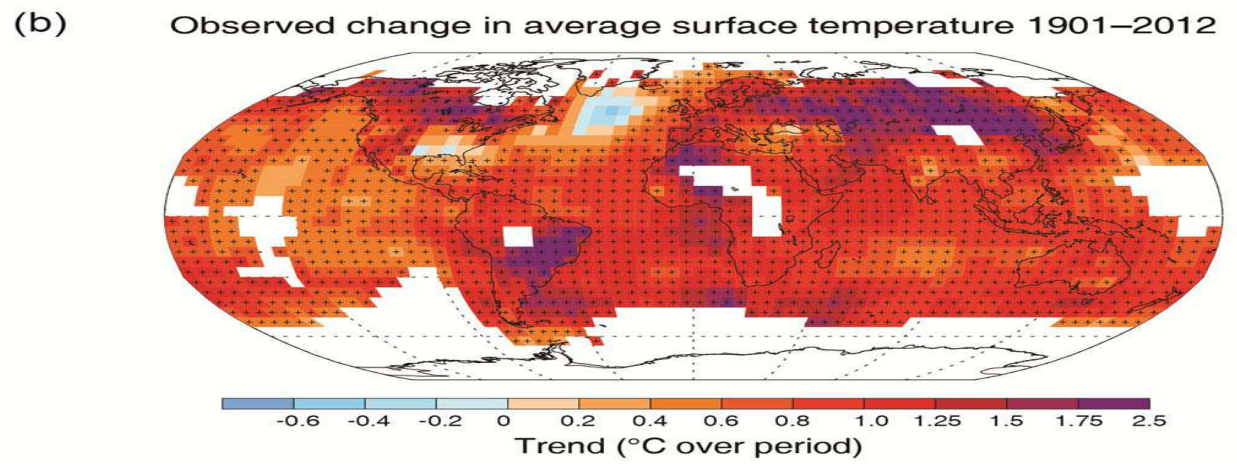 (b) Observed change in average surface temperature 1901–2012
-0.6 -0.4 -0.2 0 0.2 0.4 0.6 0.8 1.0 1.25 1.5 1.75 2.5
Trend (°C over period)